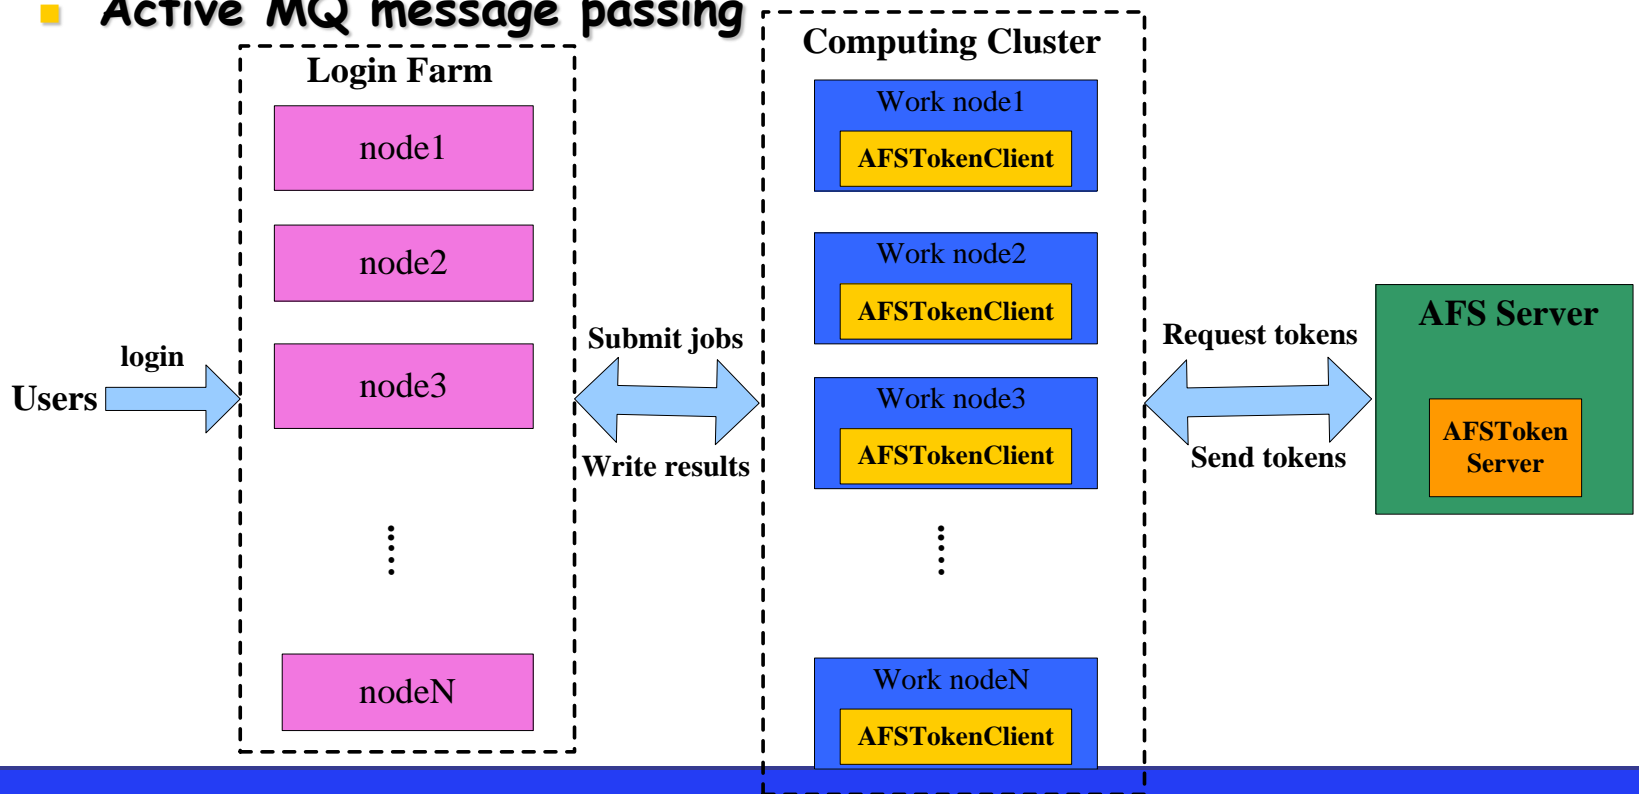 Active MQ message passing
Login Farm
node1
node2
node3
nodeN
Users
login
Submit jobs
Write results
Computing Cluster
Work node1
AFSTokenClient
Work node2
AFSTokenClient
Work node3
AFSTokenClient
Work nodeN
AFSTokenClient
Request tokens
Send tokens
AFS Server
AFSToken
Server